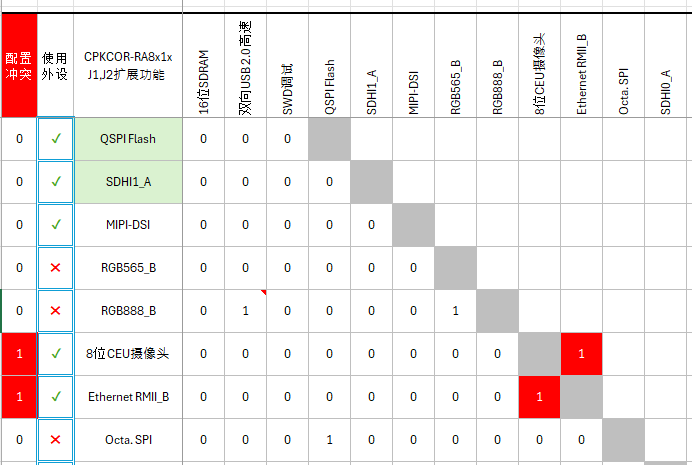 配置冲突 使用外设 CPKCOR-RA8x1x J1,J2扩展功能 16位SDRAM 双向USB 2.0 高速 SWD调试 QSPI Flash SDHI1_A MIPI-DSI RGB565_B RGB888_B 8位CEU摄像头 Ethernet RMII_B Octa. SPI SDHI0_A
0 ✓ QSPI Flash 0 0 0
0 ✓ SDHI1_A 0 0 0 0
0 ✓ MIPI-DSI 0 0 0 0 0
0 ✕ RGB565_B 0 0 0 0 0 0
0 ✕ RGB888_B 0 1 0 0 0 0 1
1 ✓ 8位CEU摄像头 0 0 0 0 0 0 0 0 1
1 ✓ Ethernet RMII_B 0 0 0 0 0 0 0 0 1
0 ✕ Octa. SPI 0 0 0 1 0 0 0 0 0 0